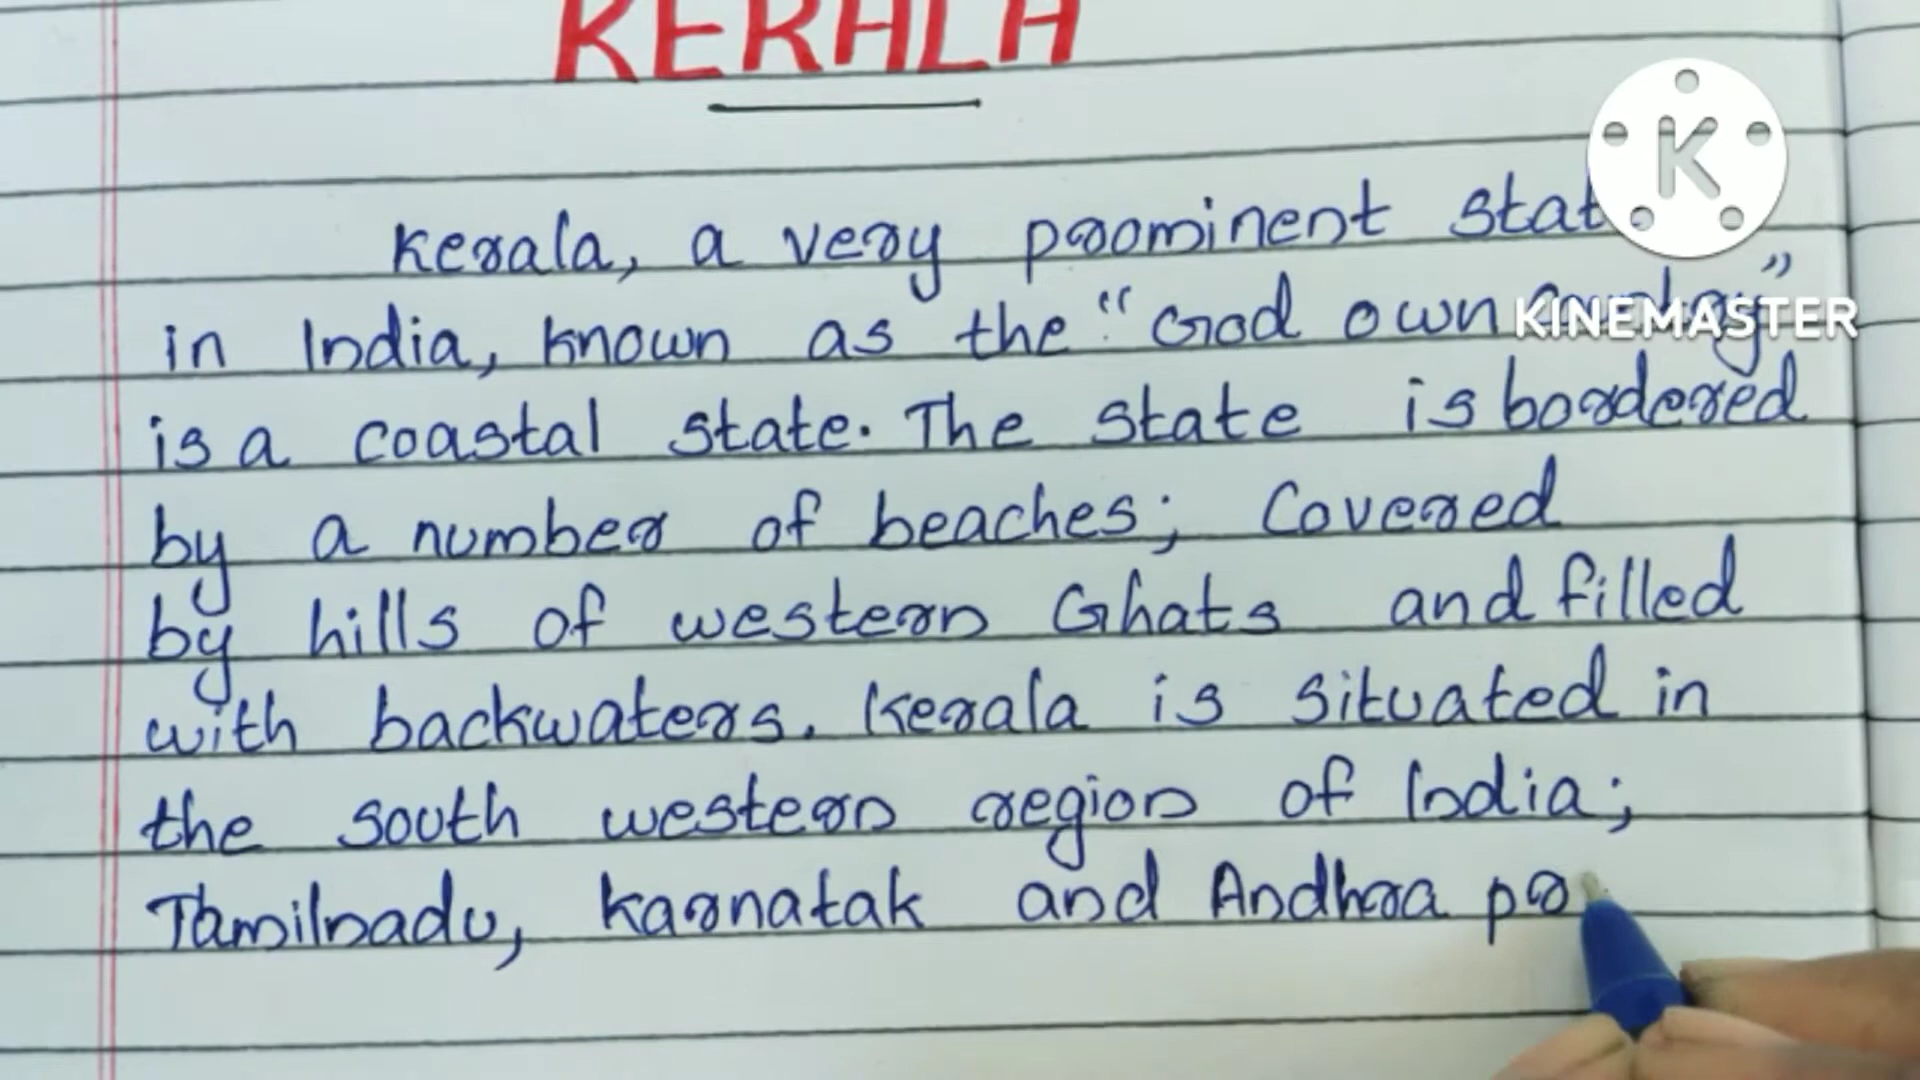 KERALA
Kerala, a very prominent stat
in India, known as the "God own country"
KINEMASTER
is a coastal state. The state is bordered
by a number of beaches; Covered
by hills of western Ghats and filled
with backwaters. Kerala is situated in
the south western region of India;
Tamilnadu, Karnatak and Andhra pr